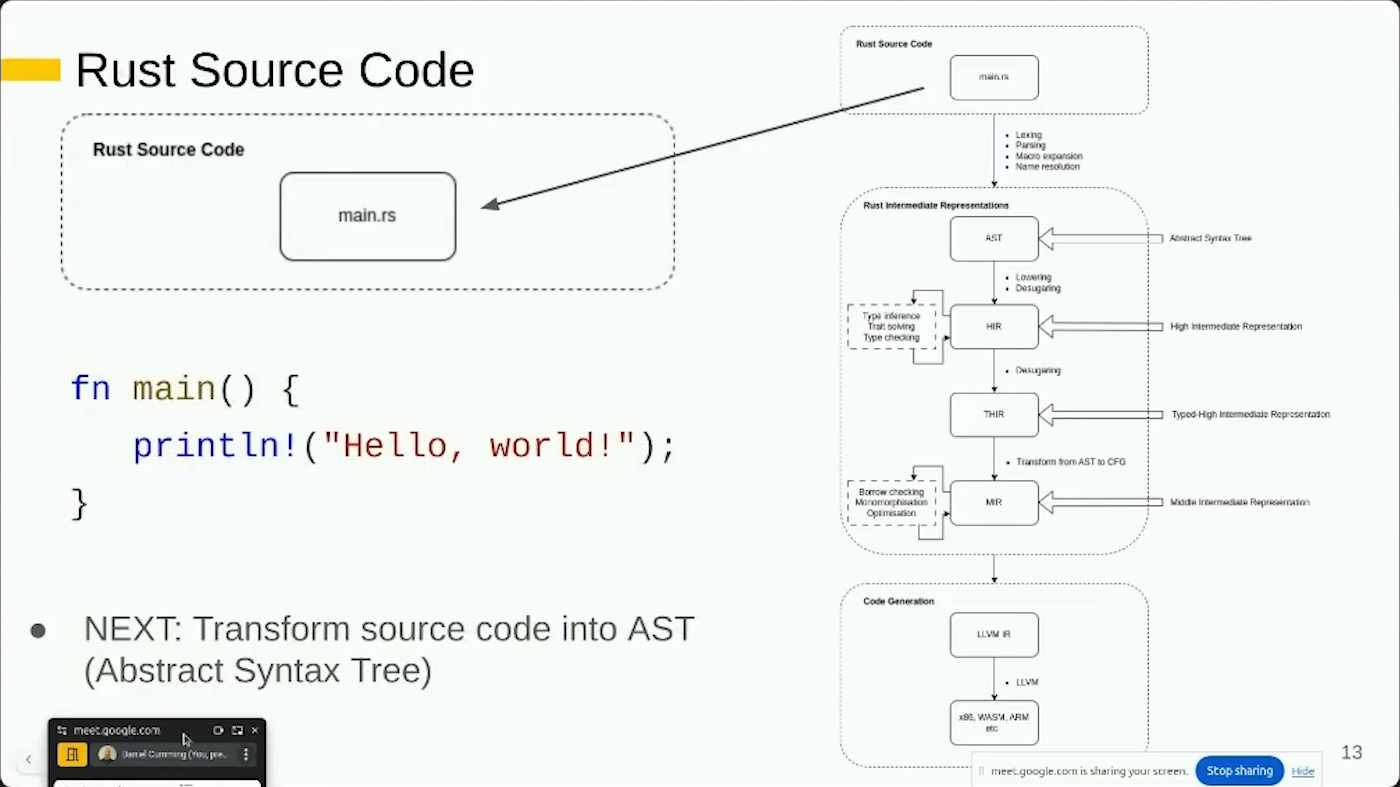 Rust Source Code
Rust Source Code
main.rs
fn main() {
println!("Hello, world!");
}
● NEXT: Transform source code into AST
(Abstract Syntax Tree)
Rust Source Code
main.rs
• Lexing
• Parsing
• Macro expansion
• Name resolution
Rust Intermediate Representations
AST
Abstract Syntax Tree
• Lowering
• Desugaring
Type inference
Trait solving
Type checking
HIR
High Intermediate Representation
• Desugaring
THIR
Typed-High Intermediate Representation
• Transform from AST to CFG
Borrow checking
Monomorphisation
Optimisation
MIR
Middle Intermediate Representation
Code Generation
LLVM IR
• LLVM
x86, WASM, ARM
etc
13
meet.google.com
Daniel Cumming (You, pre...
meet.google.com is sharing your screen.
Stop sharing
Hide